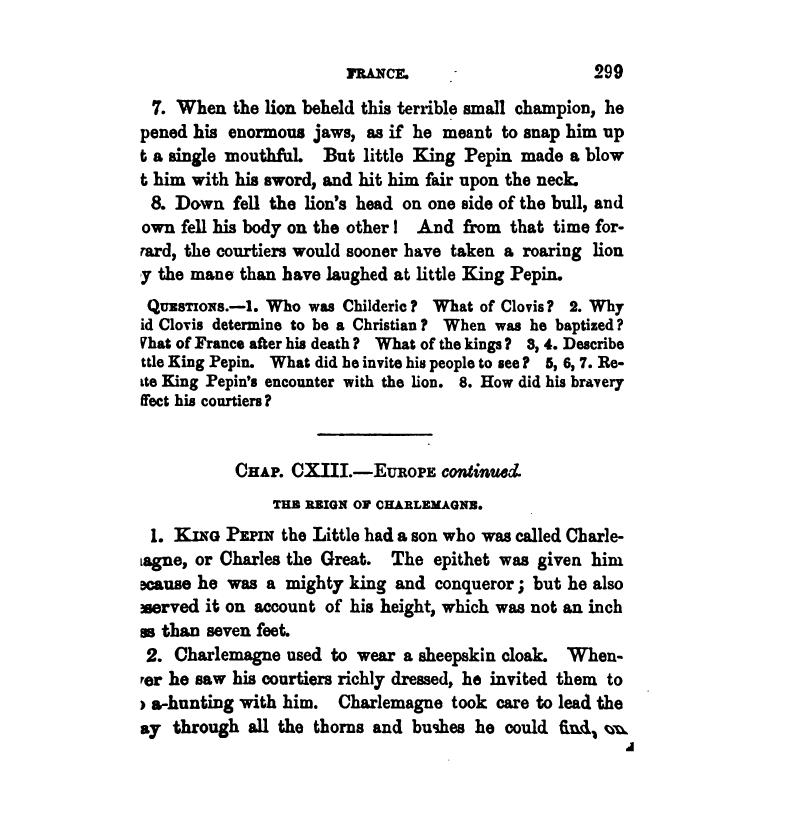 FRANCE. 299
7. When the lion beheld this terrible small champion, he
pened his enormous jaws, as if he meant to snap him up
t a single mouthful. But little King Pepin made a blow
t him with his sword, and hit him fair upon the neck.
8. Down fell the lion's head on one side of the bull, and
own fell his body on the other! And from that time for-
ard, the courtiers would sooner have taken a roaring lion
y the mane than have laughed at little King Pepin.
QUESTIONS.—1. Who was Childeric? What of Clovis? 2. Why
id Clovis determine to be a Christian? When was he baptized?
What of France after his death? What of the kings? 3, 4. Describe
ttle King Pepin. What did he invite his people to see? 5, 6, 7. Re-
ite King Pepin's encounter with the lion. 8. How did his bravery
ffect his courtiers?
CHAP. CXIII.—EUROPE continued.
THE REIGN OF CHARLEMAGNE.
1. KING PEPIN the Little had a son who was called Charle-
agne, or Charles the Great. The epithet was given him
ecause he was a mighty king and conqueror; but he also
eserved it on account of his height, which was not an inch
ss than seven feet.
2. Charlemagne used to wear a sheepskin cloak. When-
er he saw his courtiers richly dressed, he invited them to
a-hunting with him. Charlemagne took care to lead the
ay through all the thorns and bushes he could find, on